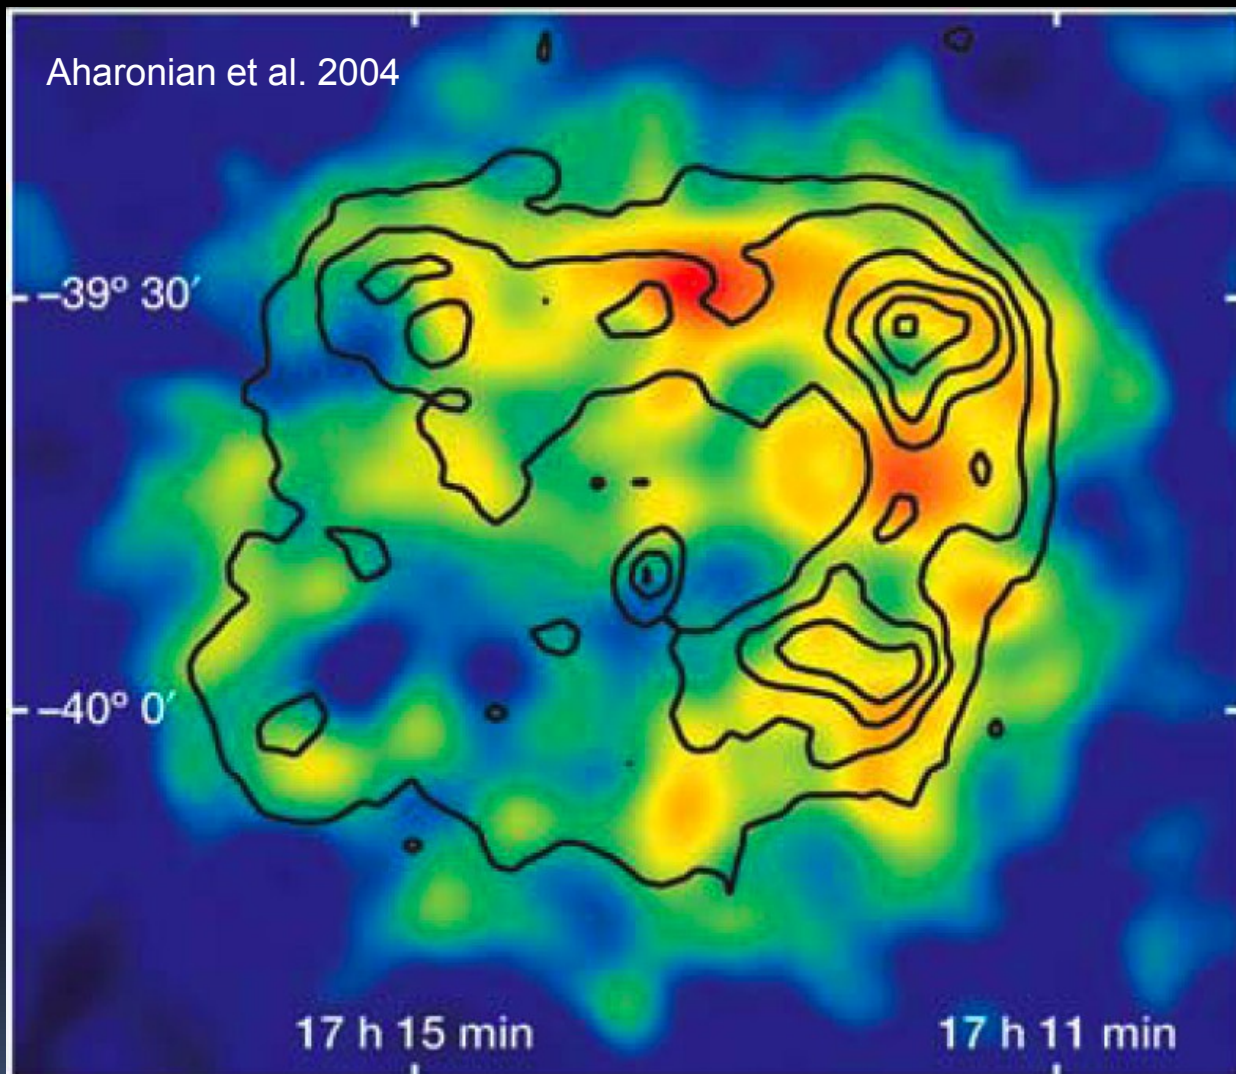 Aharonian et al. 2004
–39° 30′
–40° 0′
17 h 15 min
17 h 11 min